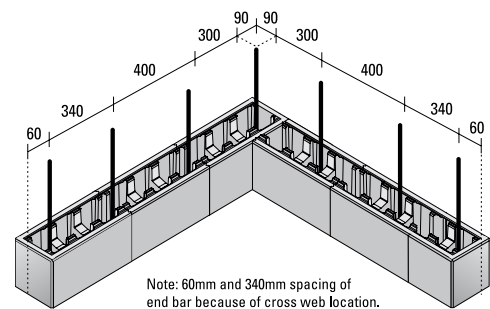 90 90
300 300
400 400
340 340
60 60
Note: 60mm and 340mm spacing of
end bar because of cross web location.